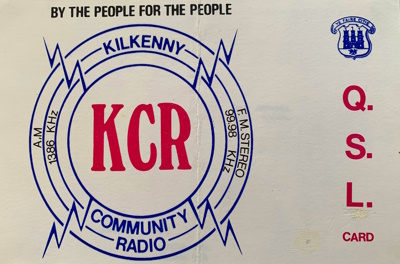 BY THE PEOPLE FOR THE PEOPLE
KILKENNY
A.M
1386 KHz
KCR
F.M. STEREO
99.98 KHz
COMMUNITY
RADIO
Q.
S.
L.
CARD